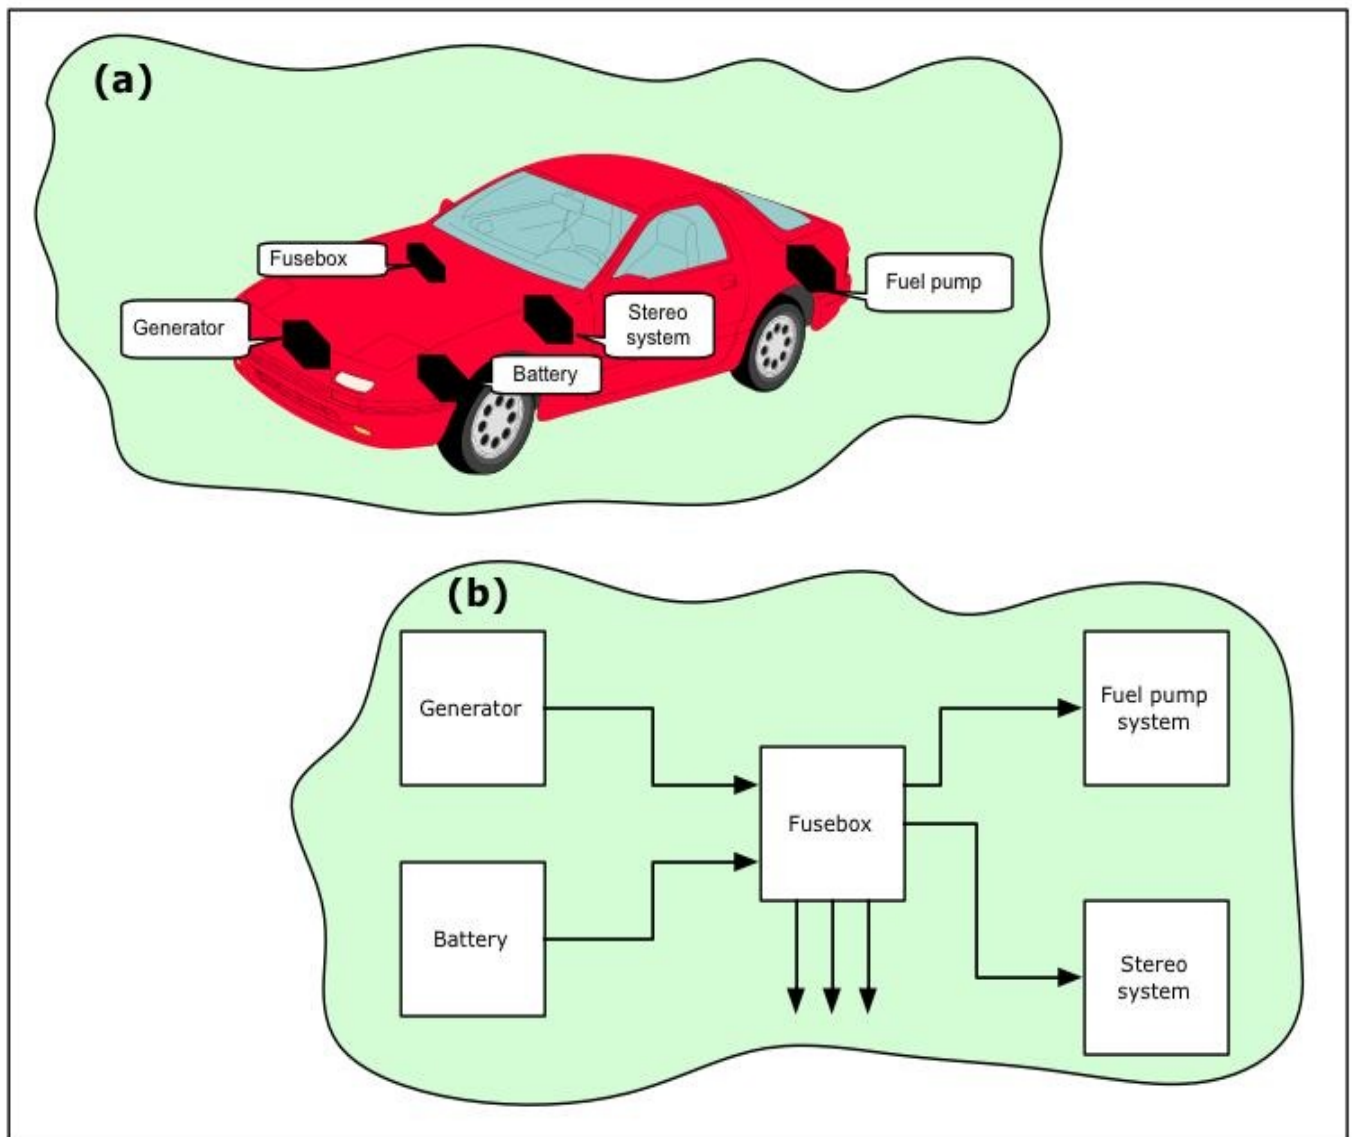 (a)
Fusebox
Generator
Stereo
system
Battery
Fuel pump
(b)
Generator
Fuel pump
system
Fusebox
Battery
Stereo
system